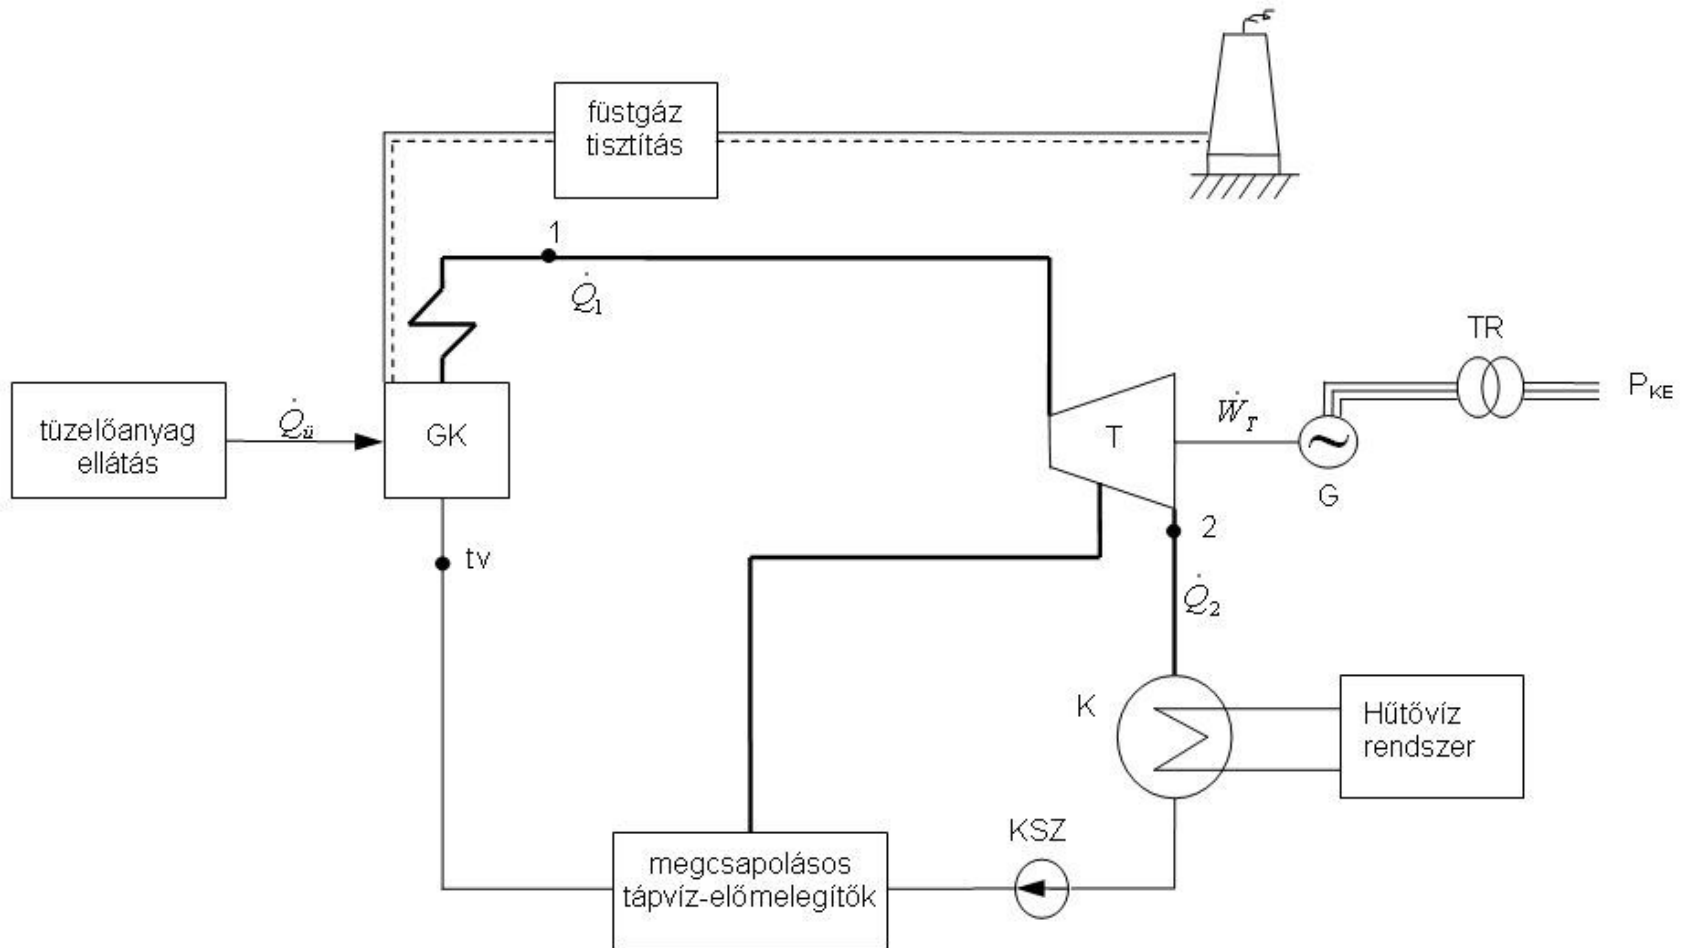 füstgáz
tisztítás
1
Q̇₁
TR
P_KE
tüzelőanyag
ellátás
Q̇_ü
GK
T
Ẇ_T
G
2
tv
Q̇₂
K
Hűtővíz
rendszer
KSZ
megcsapolásos
tápvíz-előmelegítők